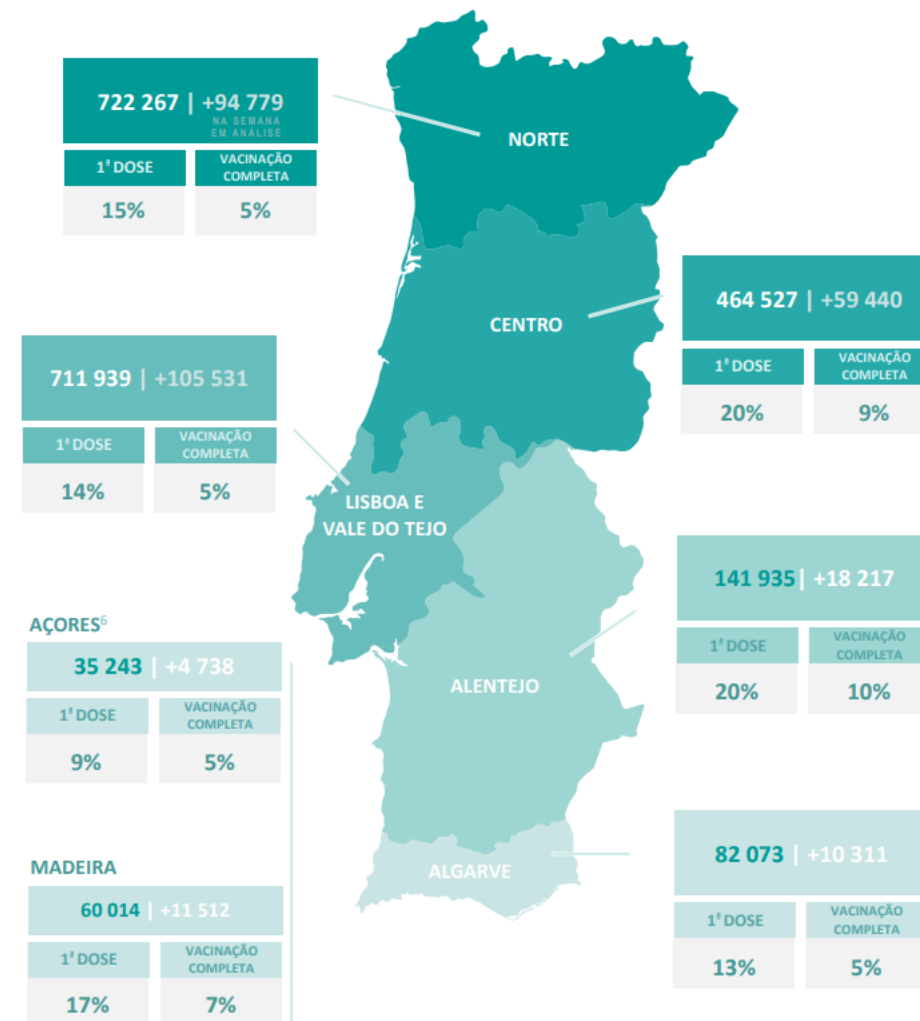 722 267 | +94 779
NA SEMANA
EM ANÁLISE
1ª DOSE
VACINAÇÃO
COMPLETA
15%
5%
NORTE
464 527 | +59 440
1ª DOSE
VACINAÇÃO
COMPLETA
20%
9%
CENTRO
711 939 | +105 531
1ª DOSE
VACINAÇÃO
COMPLETA
14%
5%
LISBOA E
VALE DO TEJO
141 935| +18 217
1ª DOSE
VACINAÇÃO
COMPLETA
20%
10%
ALENTEJO
AÇORES⁶
35 243 | +4 738
1ª DOSE
VACINAÇÃO
COMPLETA
9%
5%
82 073 | +10 311
1ª DOSE
VACINAÇÃO
COMPLETA
13%
5%
ALGARVE
MADEIRA
60 014 | +11 512
1ª DOSE
VACINAÇÃO
COMPLETA
17%
7%